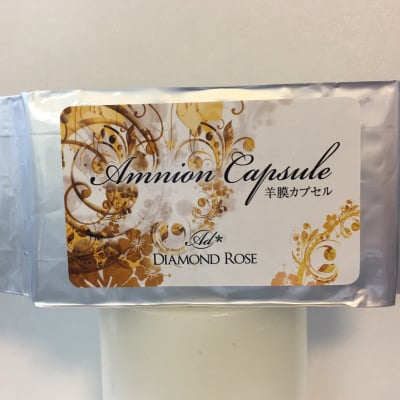 Amnion Capsule
羊膜カプセル
Ad*
DIAMOND ROSE